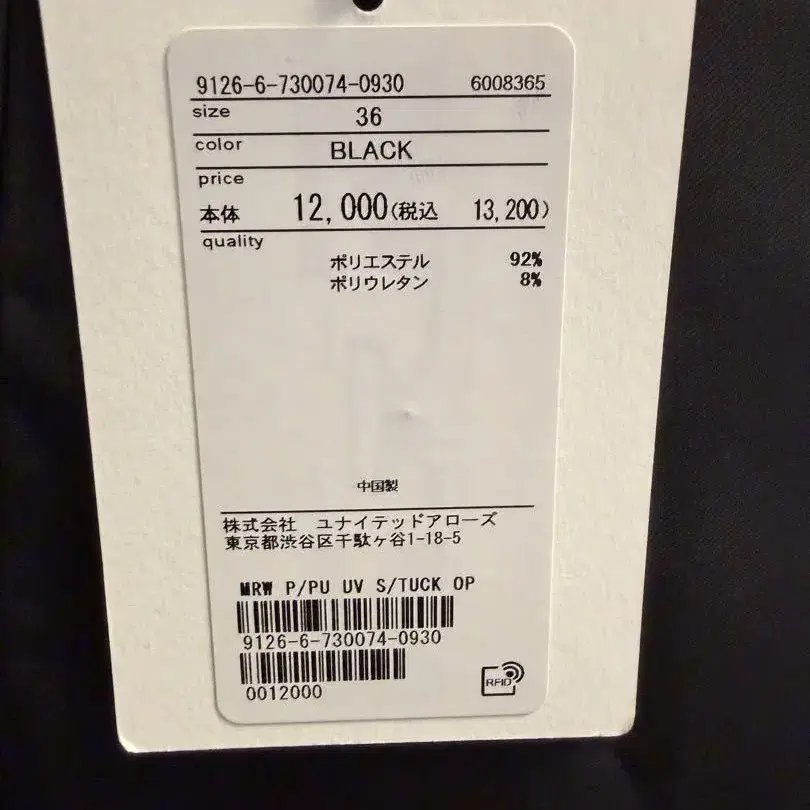 9126-6-730074-0930 6008365
size 36
color BLACK
price
本体 12,000(税込 13,200)
quality
ポリエステル 92%
ポリウレタン 8%
中国製
株式会社 ユナイテッドアローズ
東京都渋谷区千駄ヶ谷1-18-5
MRW P/PU UV S/TUCK OP
9126-6-730074-0930
0012000
RFID